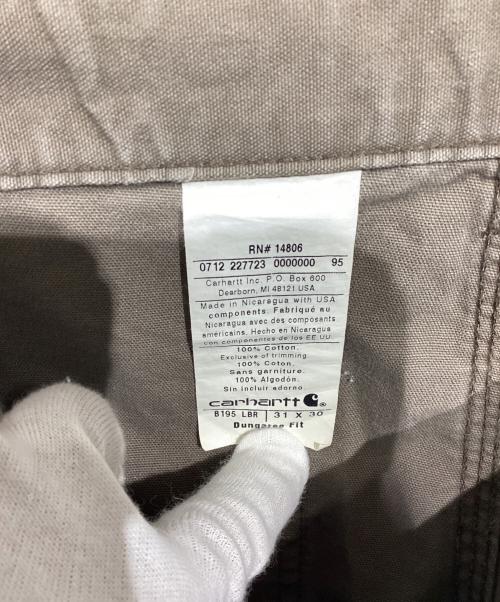 RN# 14806
0712 227723 0000000 95
Carhartt Inc. P.O. Box 600
Dearborn, MI 48121 USA
Made in Nicaragua with USA
components. Fabriqué au
Nicaragua avec des composants
américains. Hecho en Nicaragua
con componentes de los EE UU
100% Cotton.
Exclusive of trimming.
100% Coton.
Sans garniture.
100% Algodón.
Sin incluir adorno.
carhartt
B195 LBR 31 X 30
Dungaree Fit